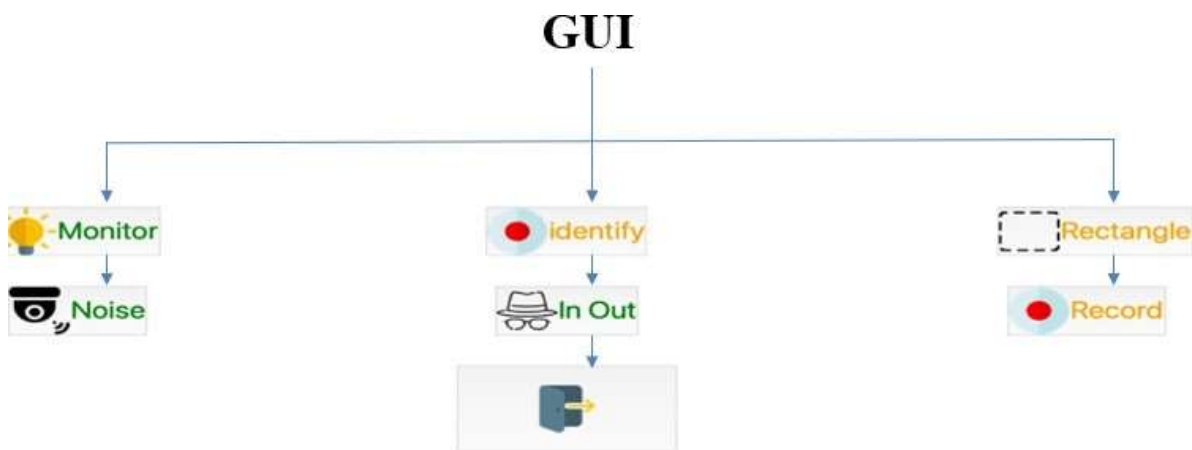 GUI
Monitor
identify
Rectangle
Noise
In Out
Record